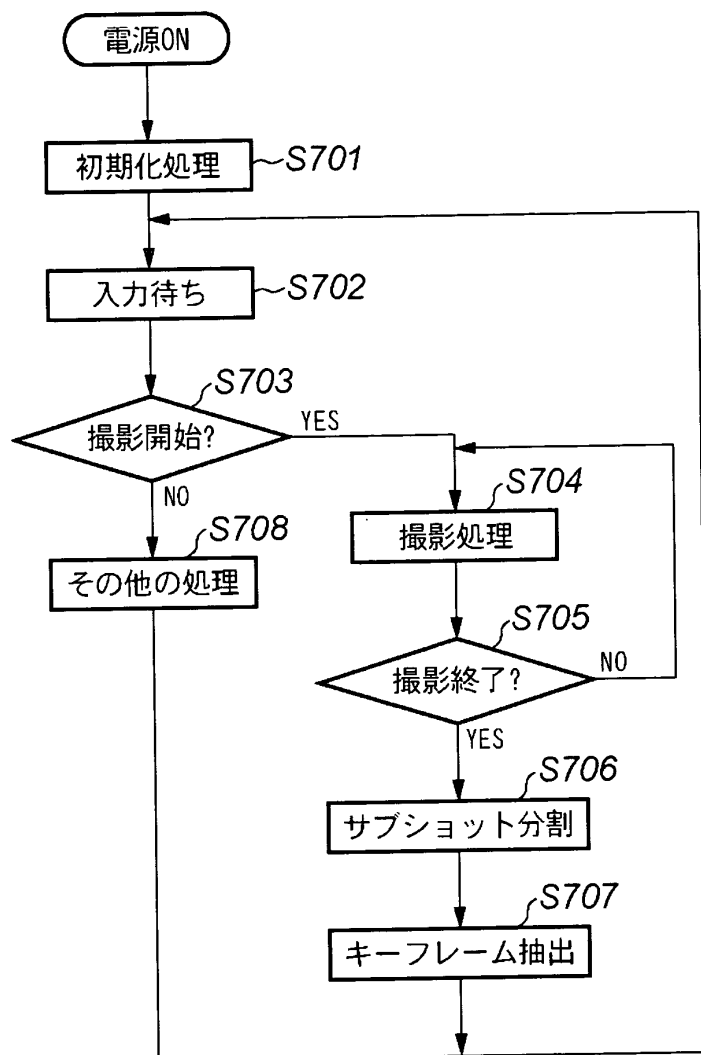 電源ON
初期化処理
S701
入力待ち
S702
S703
撮影開始?
YES
NO
S704
撮影処理
S708
その他の処理
S705
撮影終了?
NO
YES
S706
サブショット分割
S707
キーフレーム抽出